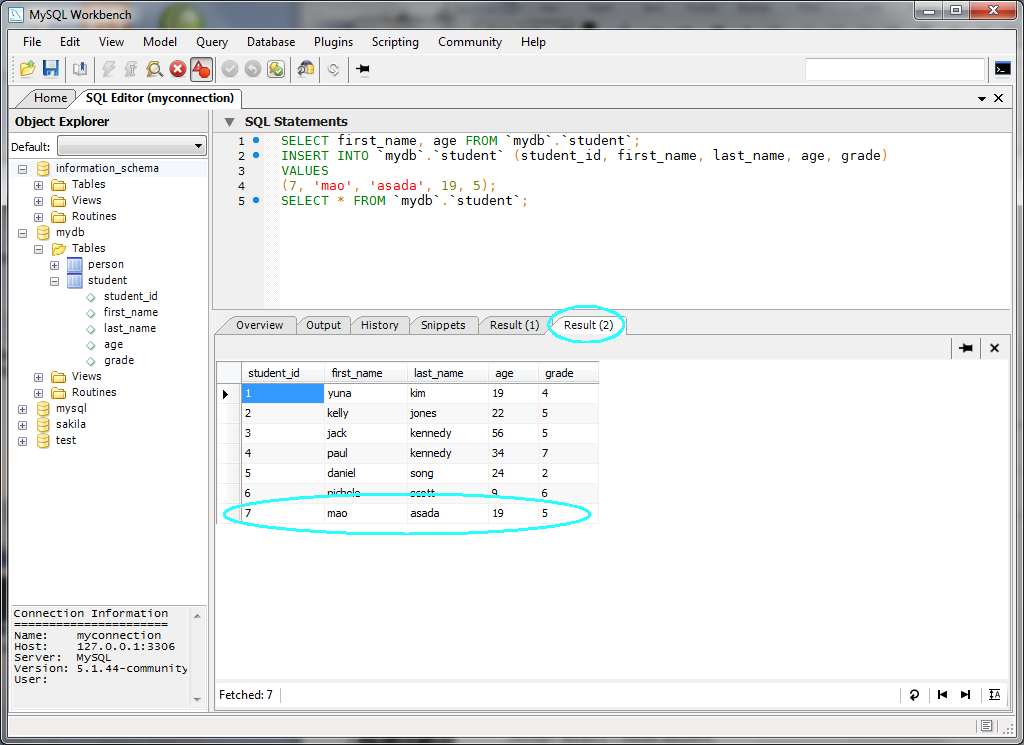 MySQL Workbench
File Edit View Model Query Database Plugins Scripting Community Help
Home SQL Editor (myconnection)
Object Explorer
Default:
information_schema
Tables
Views
Routines
mydb
Tables
person
student
student_id
first_name
last_name
age
grade
Views
Routines
mysql
sakila
test
Connection Information
======================
Name: myconnection
Host: 127.0.0.1:3306
Server: MySQL
Version: 5.1.44-community
User:
SQL Statements
1 SELECT first_name, age FROM `mydb`.`student`;
2 INSERT INTO `mydb`.`student` (student_id, first_name, last_name, age, grade)
3 VALUES
4 (7, 'mao', 'asada', 19, 5);
5 SELECT * FROM `mydb`.`student`;
Overview Output History Snippets Result (1) Result (2)
student_id first_name last_name age grade
1 yuna kim 19 4
2 kelly jones 22 5
3 jack kennedy 56 5
4 paul kennedy 34 7
5 daniel song 24 2
6 nichole scott 9 6
7 mao asada 19 5
Fetched: 7